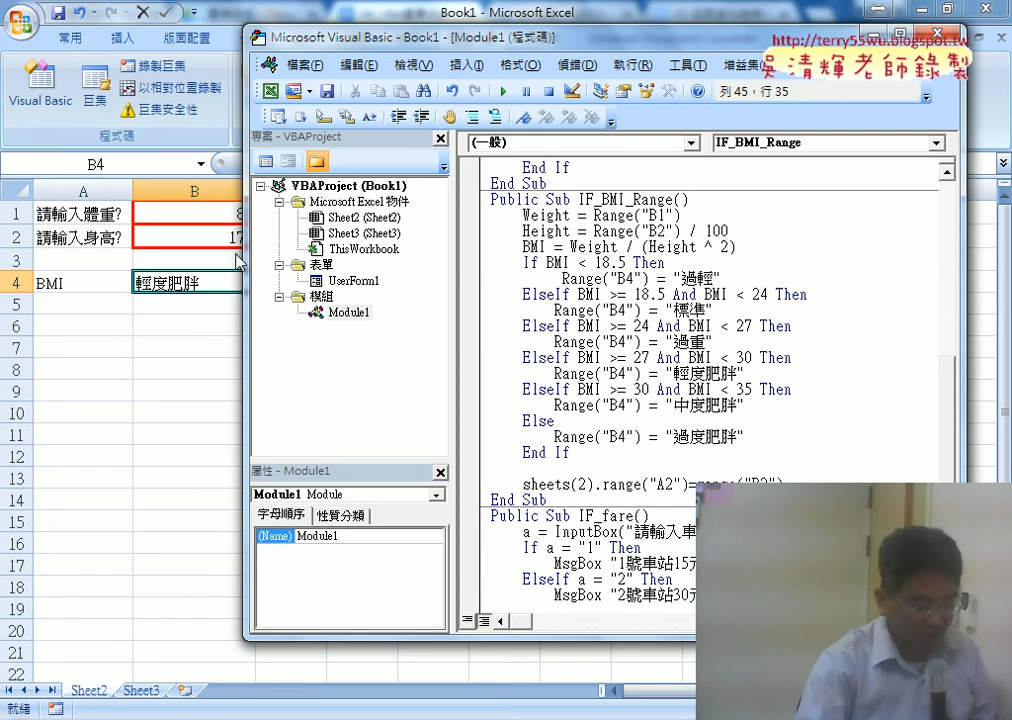 Book1 - Microsoft Excel
常用 插入 版面配置
Visual Basic
巨集
錄製巨集
以相對位置錄製
巨集安全性
程式碼
B4
A B
1 請輸入體重? 8
2 請輸入身高? 17
3
4 BMI 輕度肥胖
5
6
7
8
9
10
11
12
13
14
15
16
17
18
19
20
21
22
Sheet2 Sheet3
就緒
Microsoft Visual Basic - Book1 - [Module1 (程式碼)]
http://terry55wu.blogspot.tw
吳清輝老師錄製
檔案(F) 編輯(E) 檢視(V) 插入(I) 格式(O) 偵錯(D) 執行(R) 工具(T) 增益集
列 45，行 35
專案 - VBAProject
VBAProject (Book1)
Microsoft Excel 物件
Sheet2 (Sheet2)
Sheet3 (Sheet3)
ThisWorkbook
表單
UserForm1
模組
Module1
屬性 - Module1
Module1 Module
字母順序 性質分類
(Name) Module1
(一般) IF_BMI_Range
End If
End Sub
Public Sub IF_BMI_Range()
Weight = Range("B1")
Height = Range("B2") / 100
BMI = Weight / (Height ^ 2)
If BMI < 18.5 Then
Range("B4") = "過輕"
ElseIf BMI >= 18.5 And BMI < 24 Then
Range("B4") = "標準"
ElseIf BMI >= 24 And BMI < 27 Then
Range("B4") = "過重"
ElseIf BMI >= 27 And BMI < 30 Then
Range("B4") = "輕度肥胖"
ElseIf BMI >= 30 And BMI < 35 Then
Range("B4") = "中度肥胖"
Else
Range("B4") = "過度肥胖"
End If
sheets(2).range("A2")=range("B2")
End Sub
Public Sub IF_fare()
a = InputBox("請輸入車
If a = "1" Then
MsgBox "1號車站15元
ElseIf a = "2" Then
MsgBox "2號車站30元